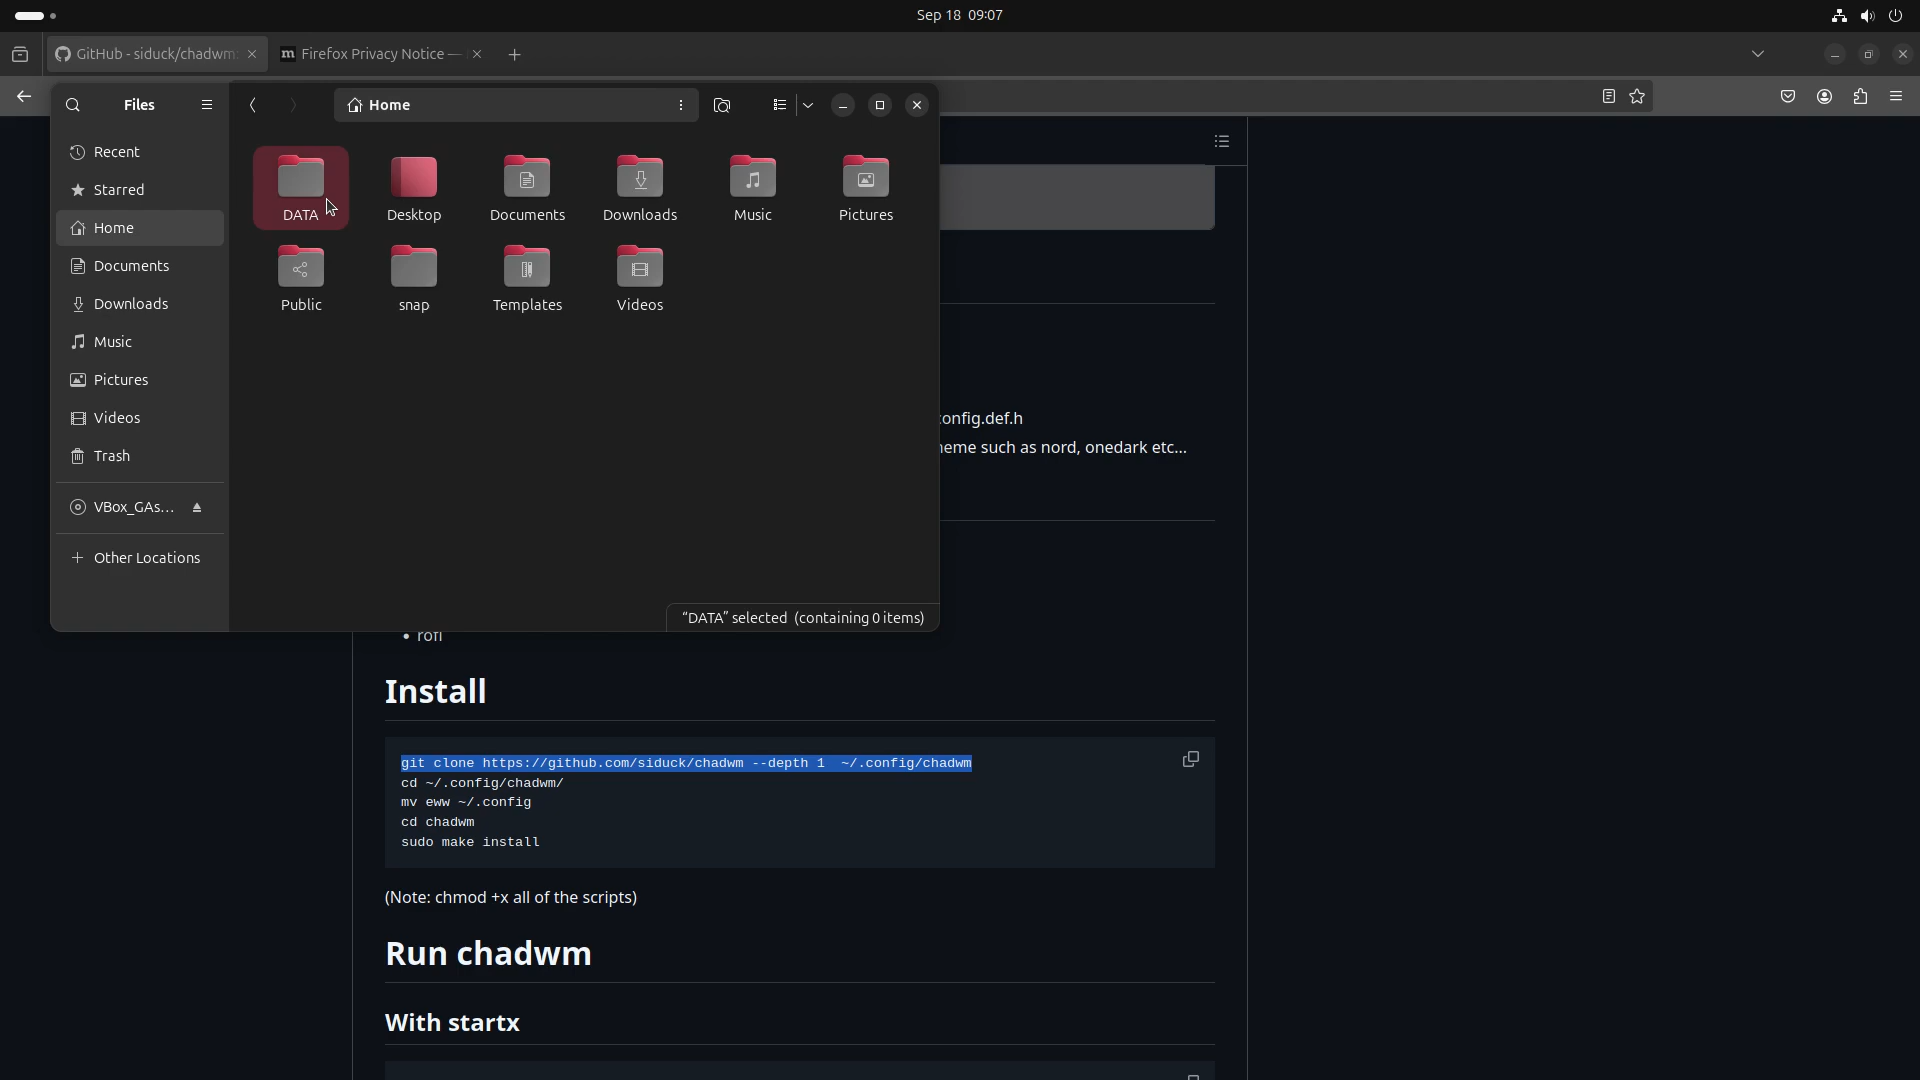 Sep 18 09:07
GitHub - siduck/chadwm:
Firefox Privacy Notice —
Files
Home
Recent
Starred
Home
Documents
Downloads
Music
Pictures
Videos
Trash
VBox_GAs...
Other Locations
DATA
Desktop
Documents
Downloads
Music
Pictures
Public
snap
Templates
Videos
"DATA" selected (containing 0 items)
config.def.h
heme such as nord, onedark etc...
• rofi
Install
git clone https://github.com/siduck/chadwm --depth 1  ~/.config/chadwm
cd ~/.config/chadwm/
mv eww ~/.config
cd chadwm
sudo make install
(Note: chmod +x all of the scripts)
Run chadwm
With startx